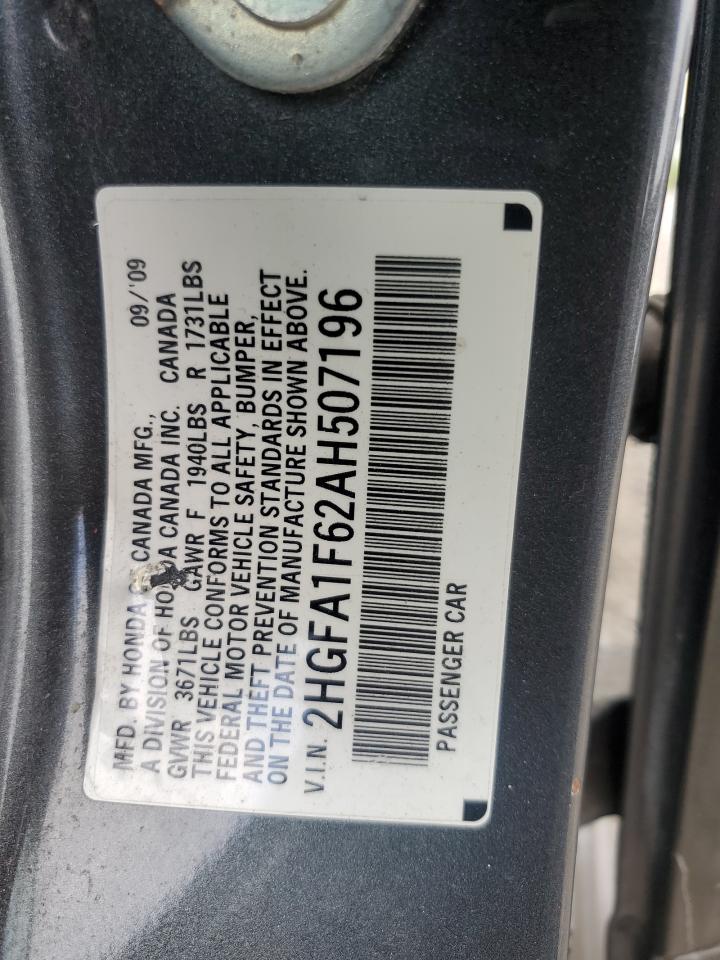 MFD. BY HONDA CANADA MFG., 09/'09
A DIVISION OF HONDA CANADA INC. CANADA
GVWR 3671LBS GAWR F 1940LBS R 1731LBS
THIS VEHICLE CONFORMS TO ALL APPLICABLE
FEDERAL MOTOR VEHICLE SAFETY, BUMPER,
AND THEFT PREVENTION STANDARDS IN EFFECT
ON THE DATE OF MANUFACTURE SHOWN ABOVE.
V.I.N. 2HGFA1F62AH507196
PASSENGER CAR